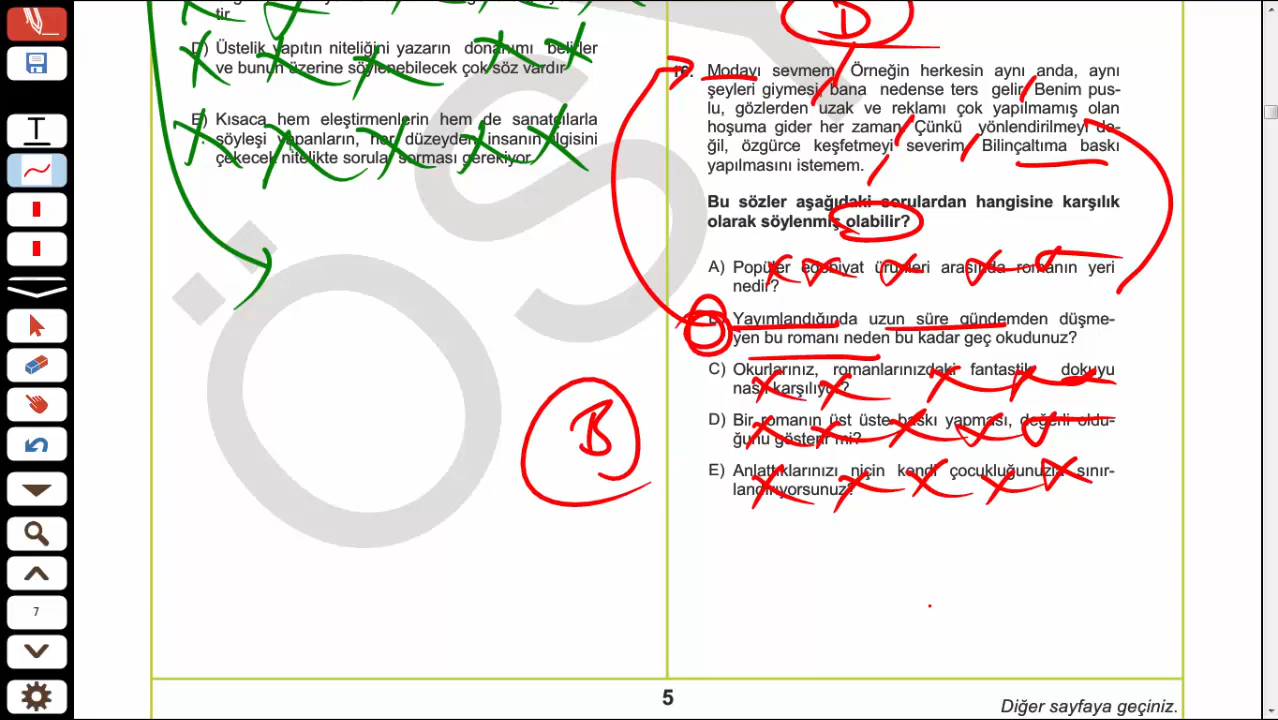 tir
D) Üstelik yapıtın niteliğini yazarın donanımı belirler
ve bunun üzerine söylenebilecek çok söz vardır
E) Kısaca hem eleştirmenlerin hem de sanatçılarla
söyleşi yapanların, her düzeyden insanın ilgisini
çekecek nitelikte sorular sorması gerekiyor
B
D
16. Modayı sevmem. Örneğin herkesin aynı anda, aynı
şeyleri giymesi bana nedense ters gelir. Benim pus-
lu, gözlerden uzak ve reklamı çok yapılmamış olan
hoşuma gider her zaman. Çünkü yönlendirilmeyi de-
ğil, özgürce keşfetmeyi severim. Bilinçaltıma baskı
yapılmasını istemem.
Bu sözler aşağıdaki sorulardan hangisine karşılık
olarak söylenmiş olabilir?
A) Popüler edebiyat ürünleri arasında romanın yeri
nedir?
B) Yayımlandığında uzun süre gündemden düşme-
yen bu romanı neden bu kadar geç okudunuz?
C) Okurlarınız, romanlarınızdaki fantastik dokuyu
nasıl karşılıyor?
D) Bir romanın üst üste baskı yapması, değerli oldu-
ğunu gösterir mi?
E) Anlattıklarınızı niçin kendi çocukluğunuzla sınır-
landırıyorsunuz?
5
Diğer sayfaya geçiniz.
T
7